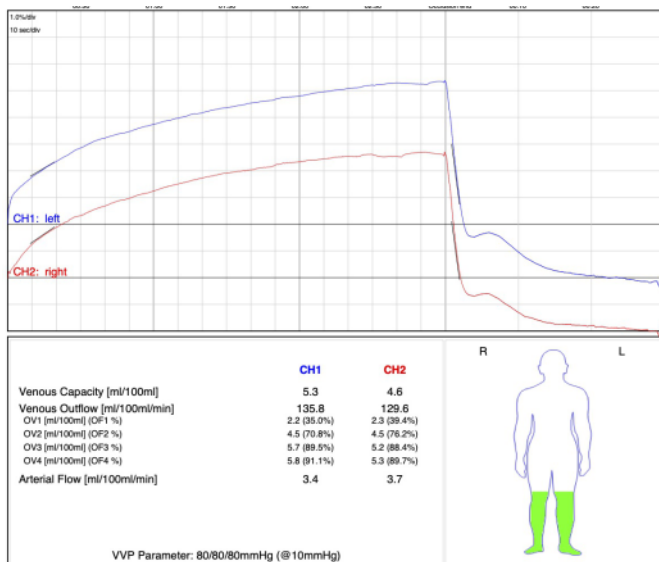 1.0%/div
10 sec/div
CH1: left
CH2: right
R L
CH1 CH2
Venous Capacity [ml/100ml] 5.3 4.6
Venous Outflow [ml/100ml/min] 135.8 129.6
OV1 [ml/100ml] (OF1 %) 2.2 (35.0%) 2.3 (39.4%)
OV2 [ml/100ml] (OF2 %) 4.5 (70.8%) 4.5 (76.2%)
OV3 [ml/100ml] (OF3 %) 5.7 (89.5%) 5.2 (88.4%)
OV4 [ml/100ml] (OF4 %) 5.8 (91.1%) 5.3 (89.7%)
Arterial Flow [ml/100ml/min] 3.4 3.7
VVP Parameter: 80/80/80mmHg (@10mmHg)